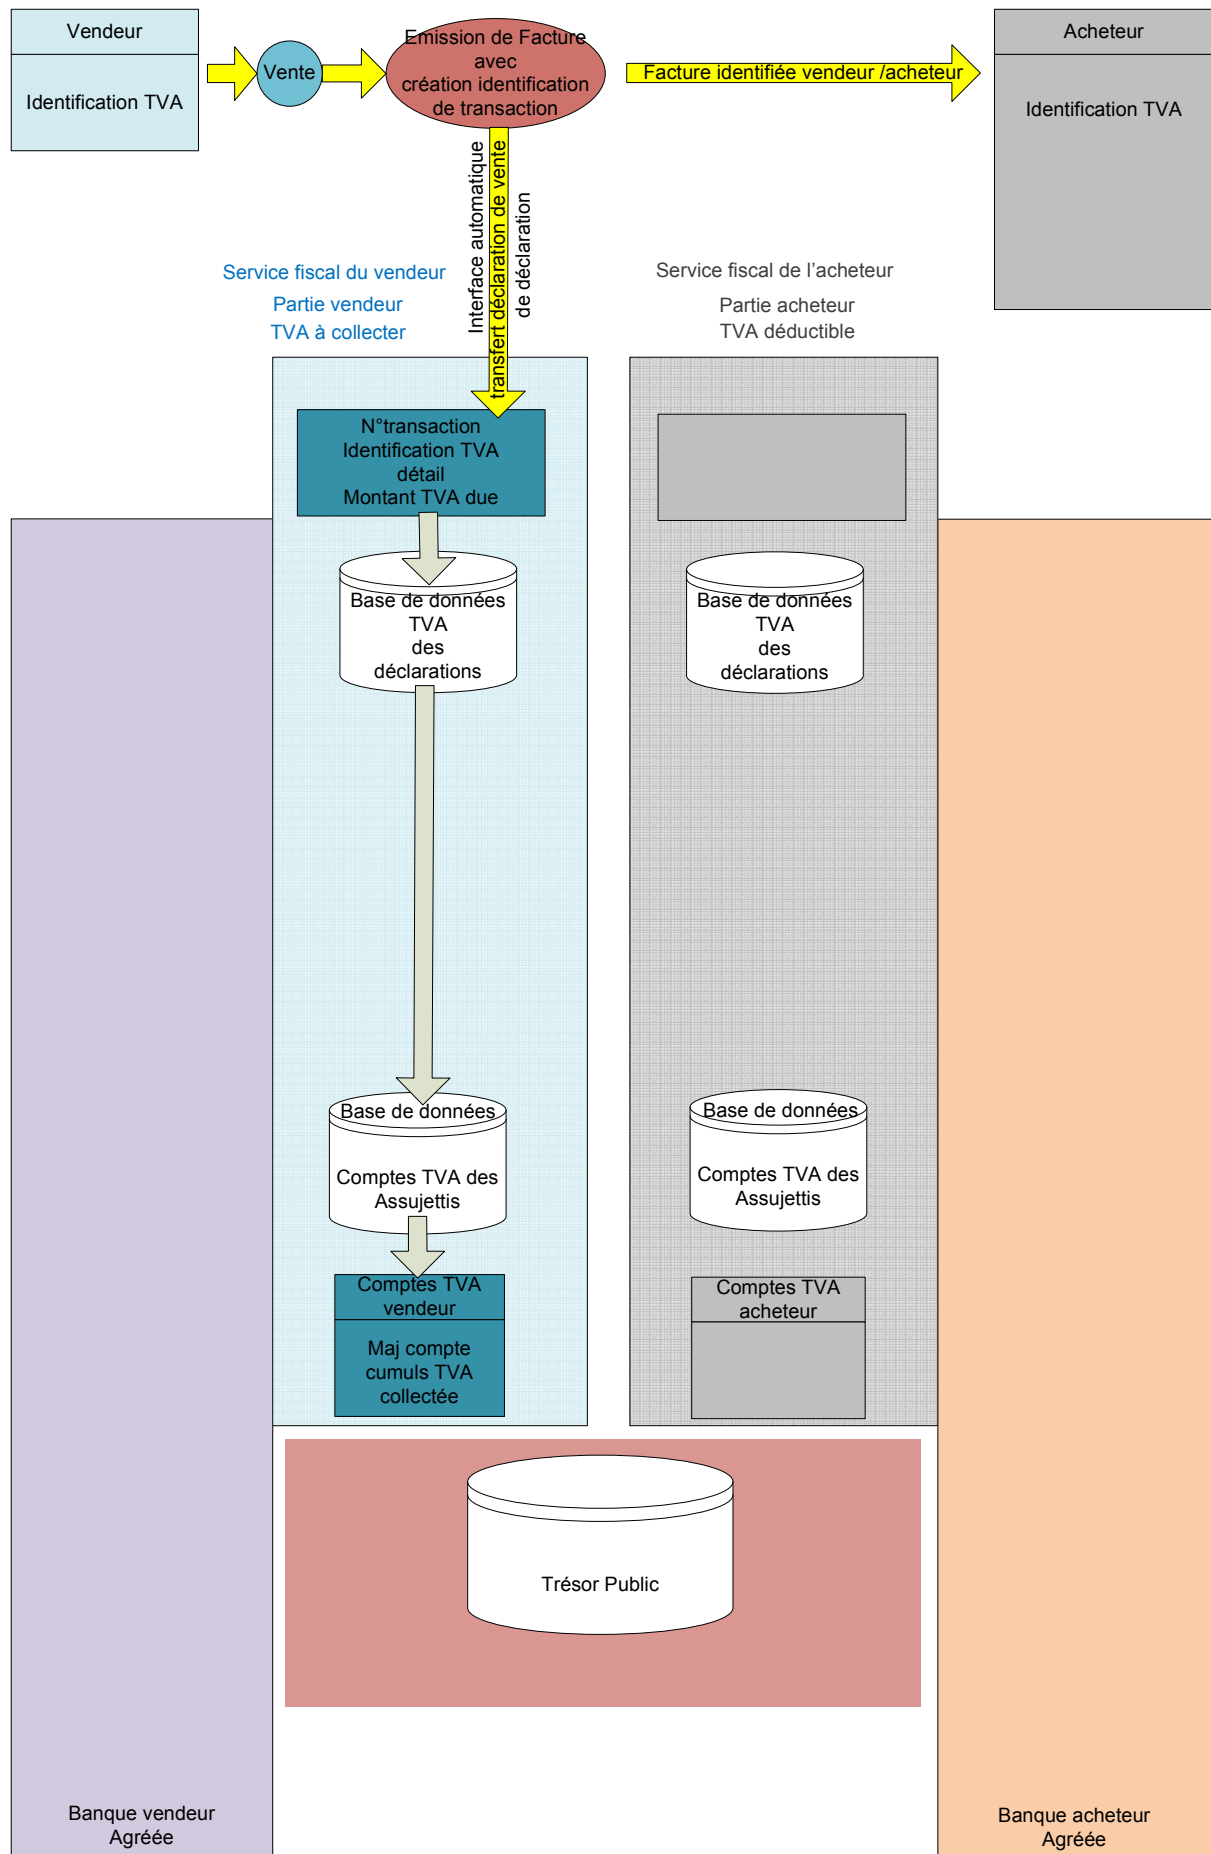 Vendeur
Identification TVA
Vente
Emission de Facture
avec
création identification
de transaction
Facture identifiée vendeur /acheteur
Acheteur
Identification TVA
Interface automatique
transfert déclaration de vente
de déclaration
Service fiscal du vendeur
Partie vendeur
TVA à collecter
Service fiscal de l’acheteur
Partie acheteur
TVA déductible
N°transaction
Identification TVA
détail
Montant TVA due
Base de données
TVA
des
déclarations
Base de données
TVA
des
déclarations
Base de données
Comptes TVA des
Assujettis
Base de données
Comptes TVA des
Assujettis
Comptes TVA
vendeur
Maj compte
cumuls TVA
collectée
Comptes TVA
acheteur
Trésor Public
Banque vendeur
Agréée
Banque acheteur
Agréée